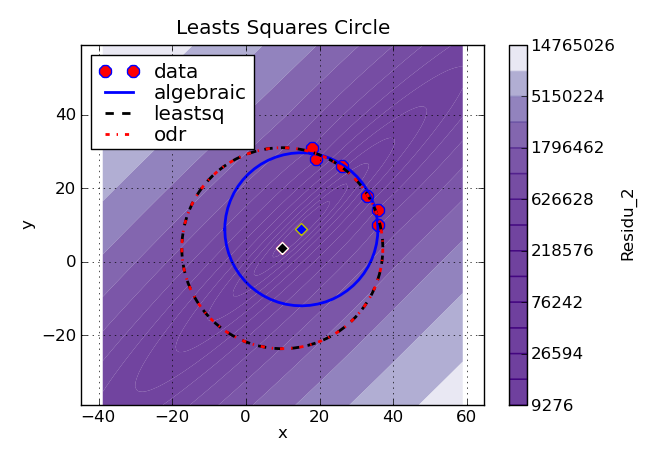 Leasts Squares Circle
data
algebraic
leastsq
odr
40
20
0
−20
y
−40
−20
0
20
40
60
x
14765026
5150224
1796462
626628
218576
76242
26594
9276
Residu_2